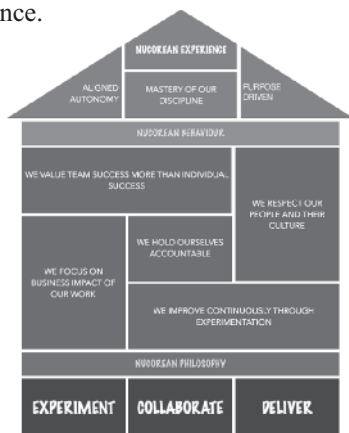 nce.
NUCOREAN EXPERIENCE
ALIGNED
AUTONOMY
MASTERY OF OUR
DISCIPLINE
PURPOSE
DRIVEN
NUCOREAN BEHAVIOUR
WE VALUE TEAM SUCCESS MORE THAN INDIVIDUAL
SUCCESS
WE RESPECT OUR
PEOPLE AND THEIR
CULTURE
WE HOLD OURSELVES
ACCOUNTABLE
WE FOCUS ON
BUSINESS IMPACT OF
OUR WORK
WE IMPROVE CONTINUOUSLY THROUGH
EXPERIMENTATION
NUCOREAN PHILOSOPHY
EXPERIMENT
COLLABORATE
DELIVER